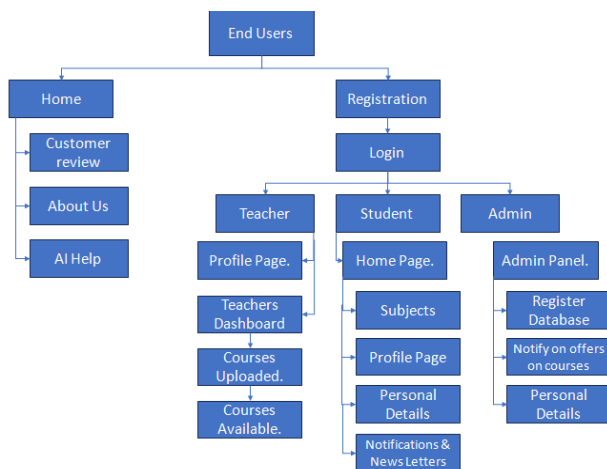 End Users
Home
Registration
Customer
review
Login
About Us
Teacher
Student
Admin
AI Help
Profile Page.
Home Page.
Admin Panel.
Teachers
Dashboard
Subjects
Register
Database
Courses
Uploaded.
Profile Page
Notify on offers
on courses
Courses
Available.
Personal
Details
Personal
Details
Notifications &
News Letters